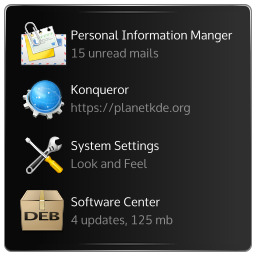 Personal Information Manger
15 unread mails
Konqueror
https://planetkde.org
System Settings
Look and Feel
DEB
Software Center
4 updates, 125 mb